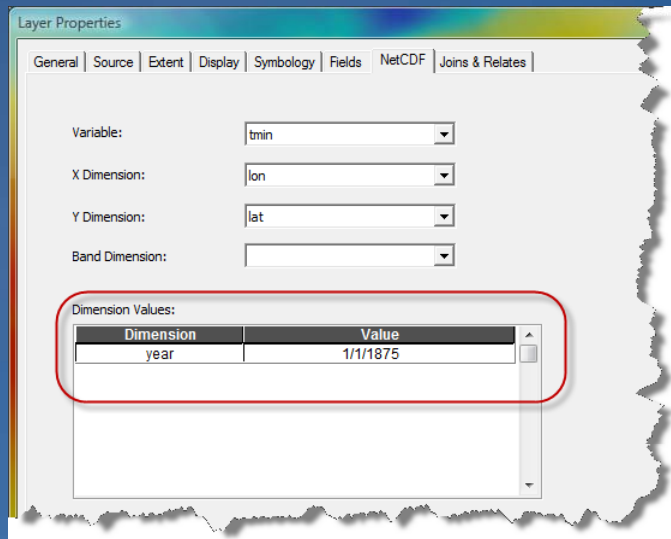 Layer Properties
General Source Extent Display Symbology Fields NetCDF Joins & Relates
Variable: tmin
X Dimension: lon
Y Dimension: lat
Band Dimension:
Dimension Values:
Dimension Value
year 1/1/1875